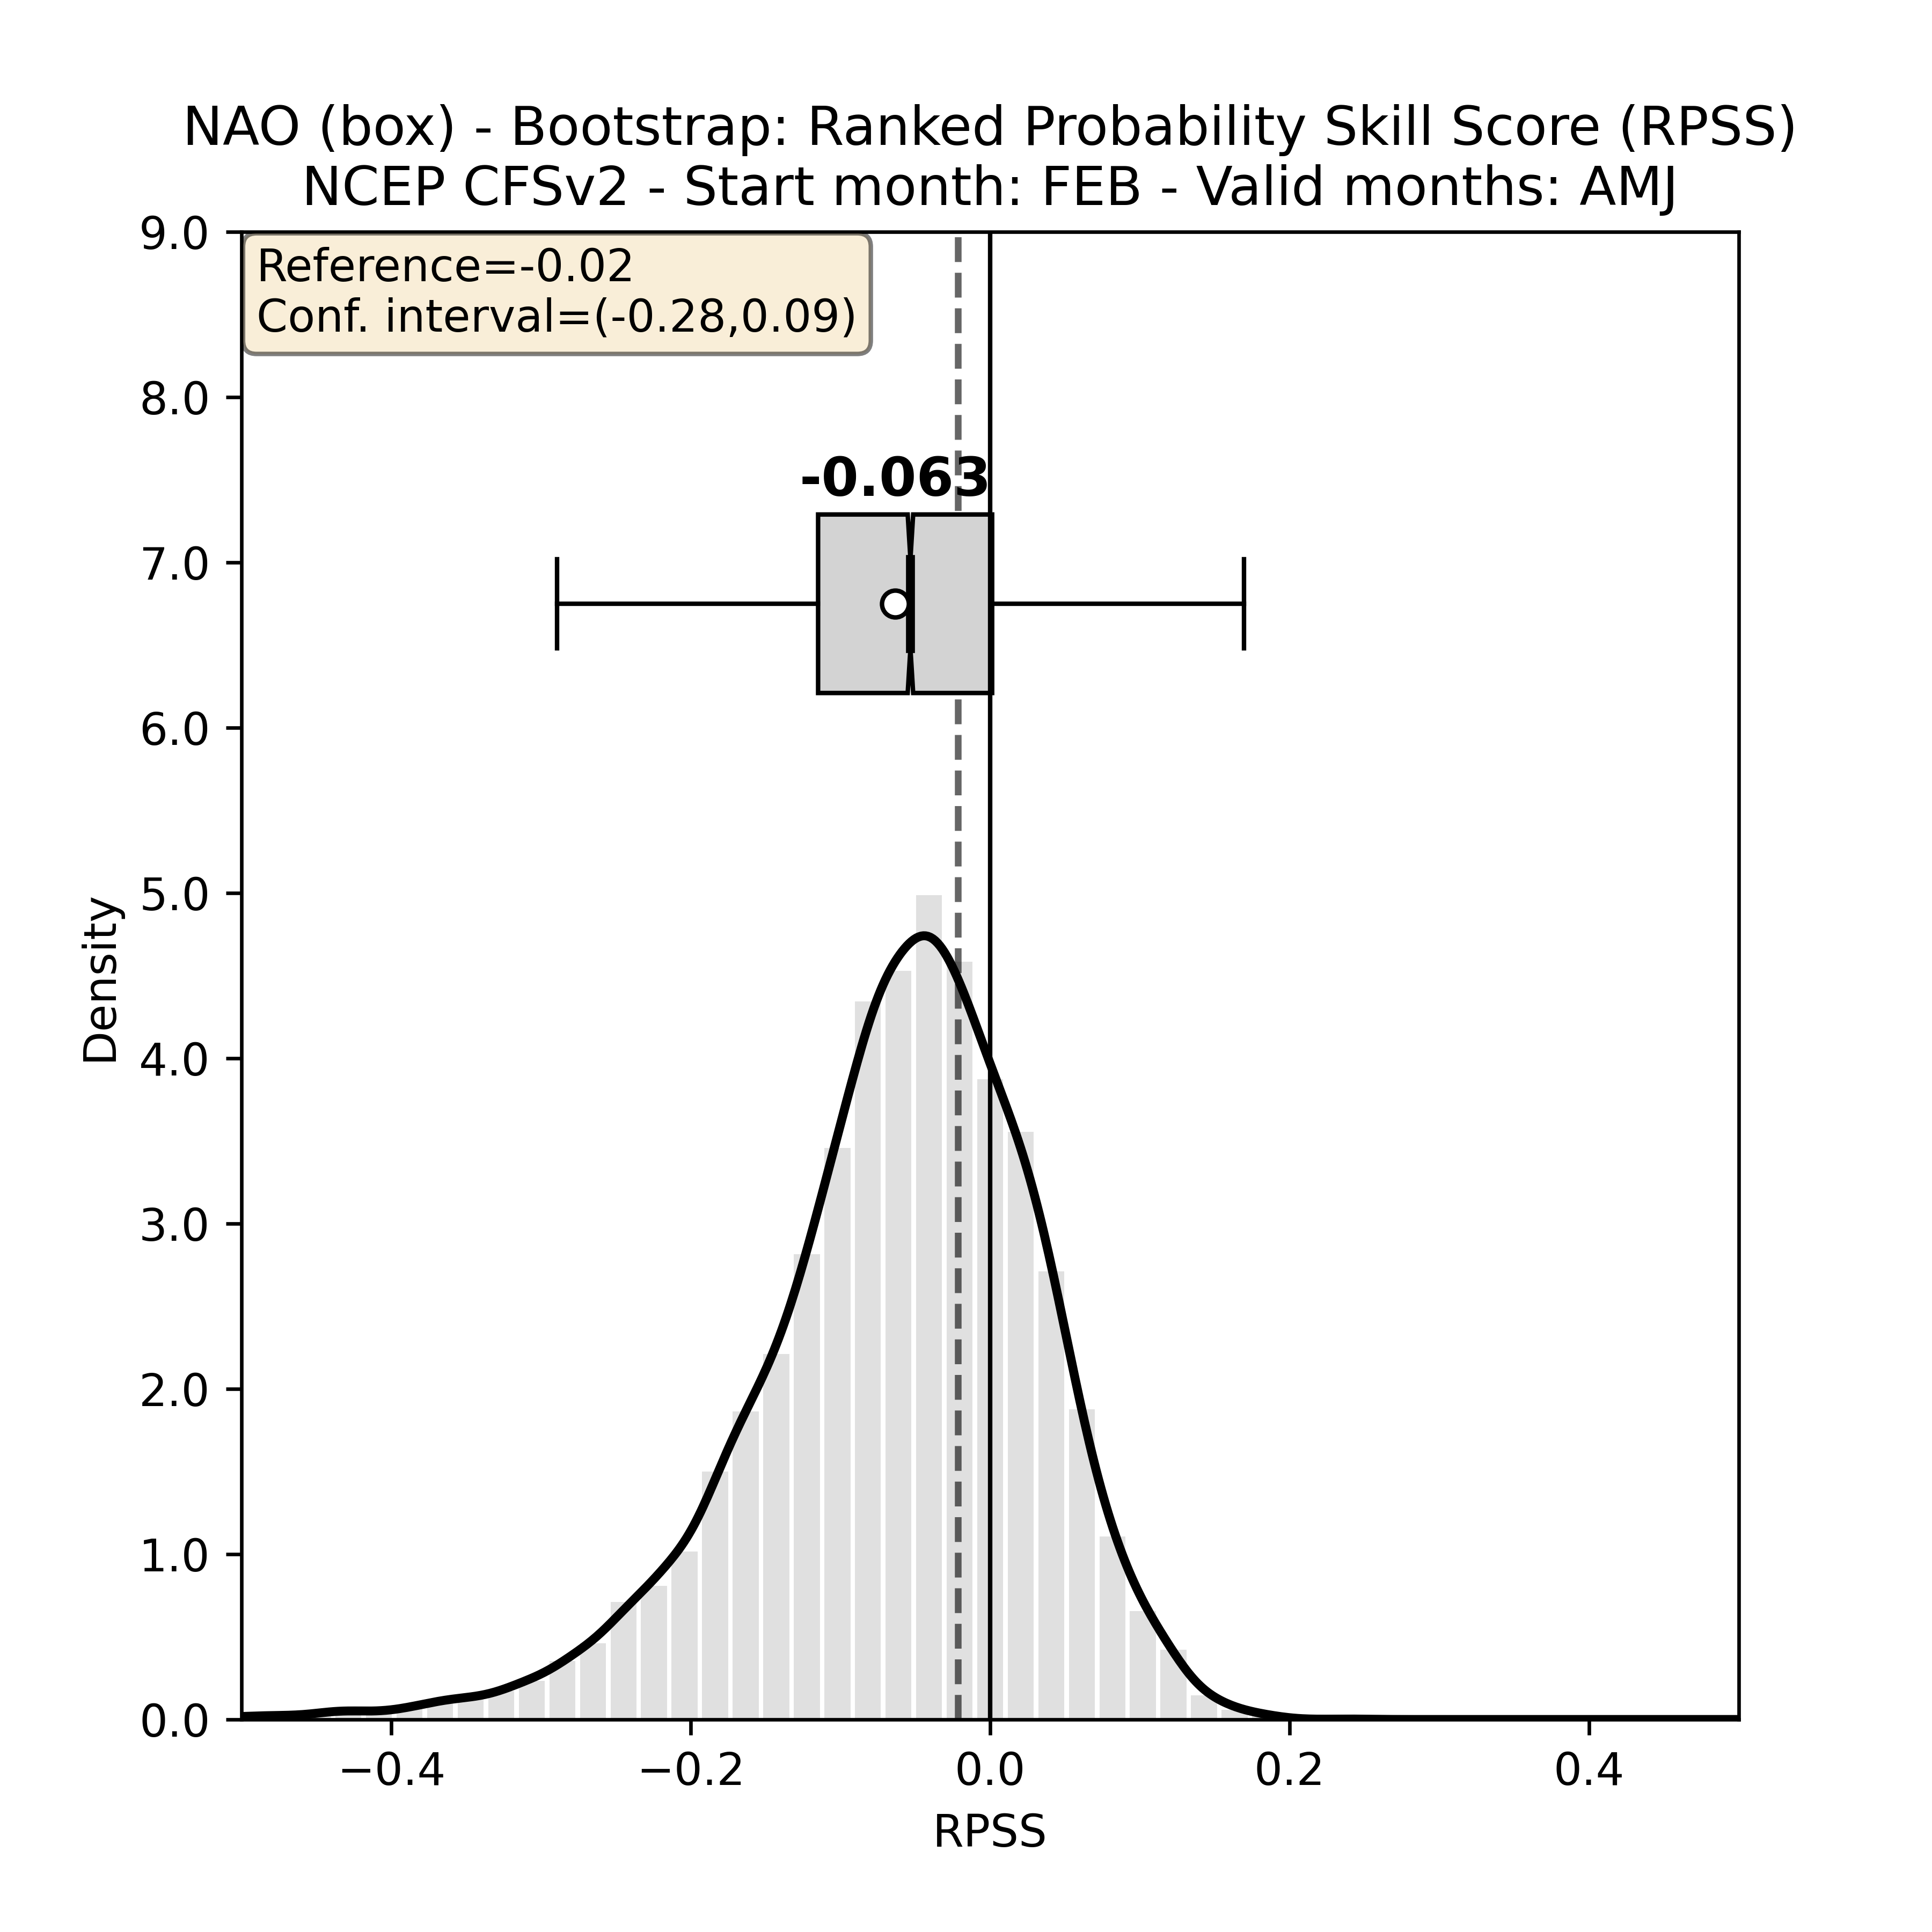 NAO (box) - Bootstrap: Ranked Probability Skill Score (RPSS)
NCEP CFSv2 - Start month: FEB - Valid months: AMJ
Reference=-0.02
Conf. interval=(-0.28,0.09)
-0.063
9.0
8.0
7.0
6.0
5.0
4.0
3.0
2.0
1.0
0.0
Density
−0.4
−0.2
0.0
0.2
0.4
RPSS